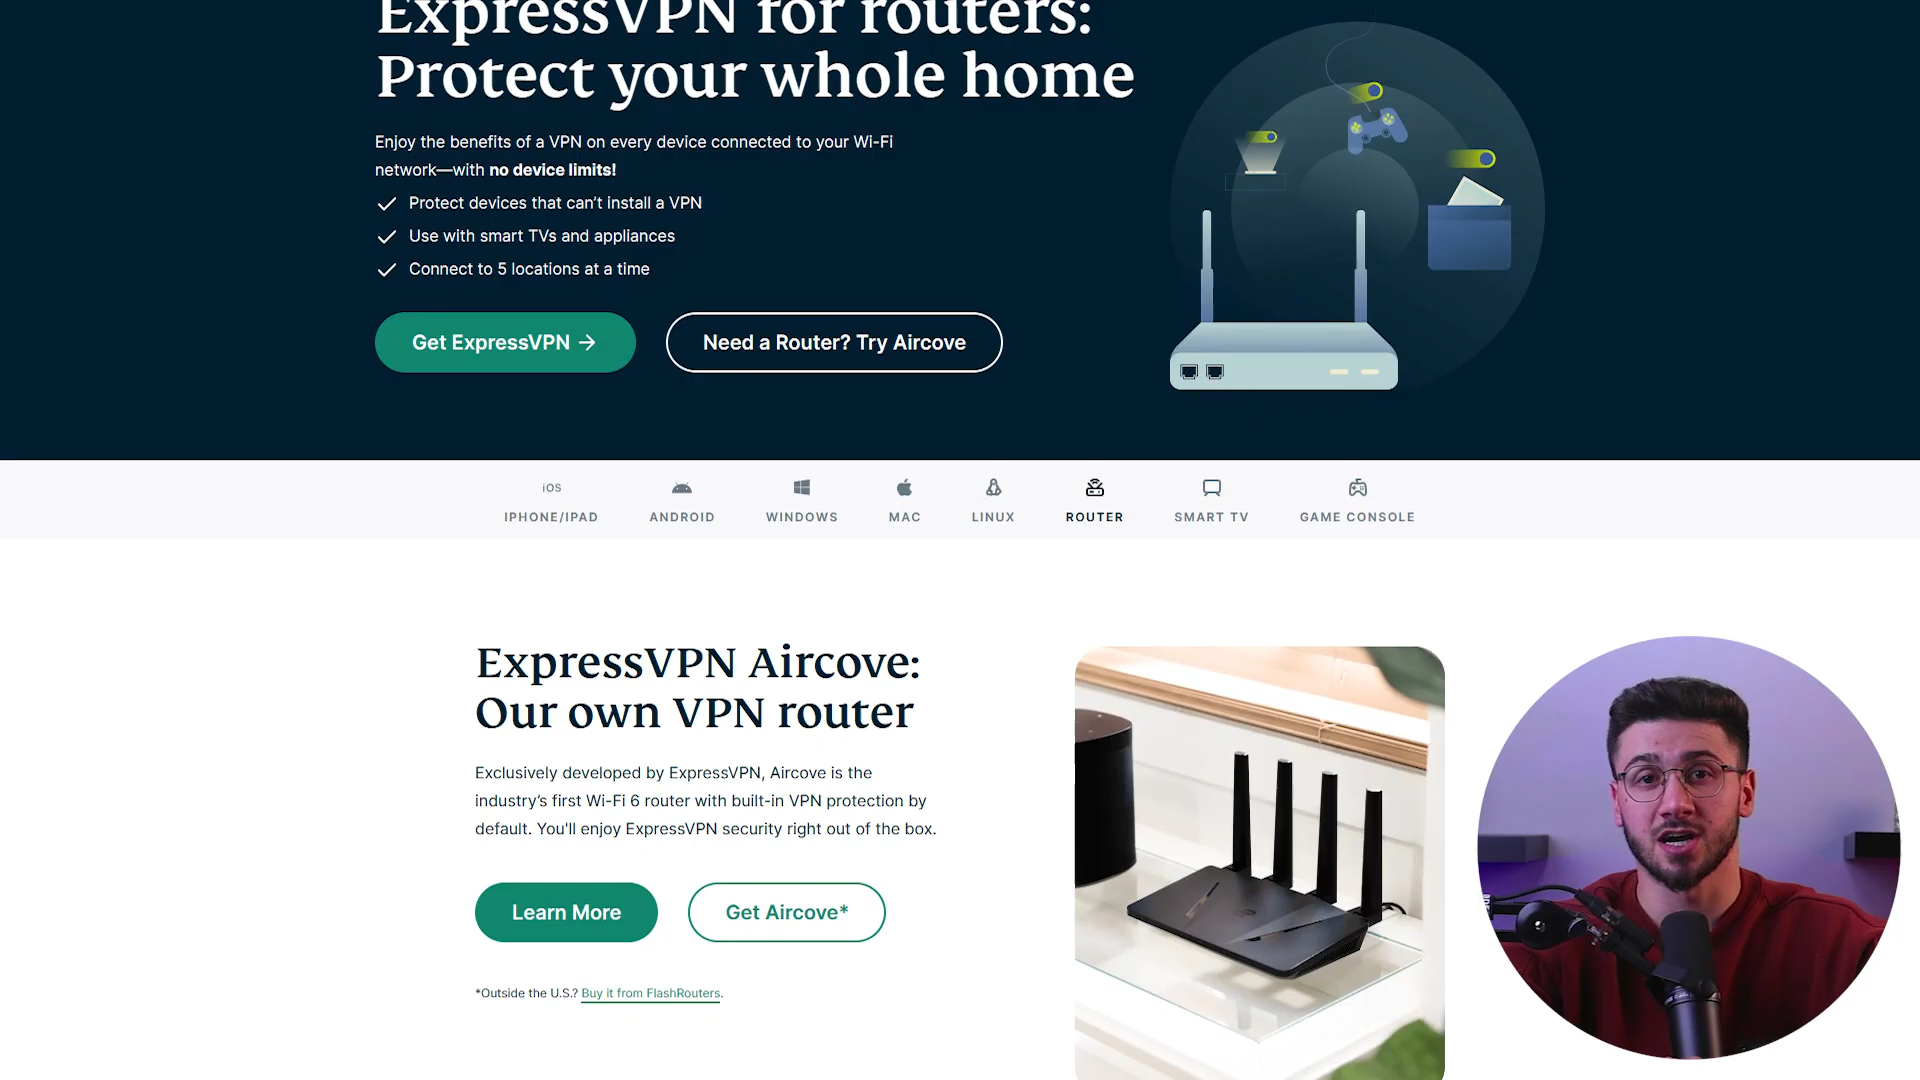 ExpressVPN for routers:
Protect your whole home
Enjoy the benefits of a VPN on every device connected to your Wi-Fi
network—with no device limits!
Protect devices that can't install a VPN
Use with smart TVs and appliances
Connect to 5 locations at a time
Get ExpressVPN →
Need a Router? Try Aircove
iOS
IPHONE/IPAD
ANDROID
WINDOWS
MAC
LINUX
ROUTER
SMART TV
GAME CONSOLE
ExpressVPN Aircove:
Our own VPN router
Exclusively developed by ExpressVPN, Aircove is the
industry's first Wi-Fi 6 router with built-in VPN protection by
default. You'll enjoy ExpressVPN security right out of the box.
Learn More
Get Aircove*
*Outside the U.S.? Buy it from FlashRouters.